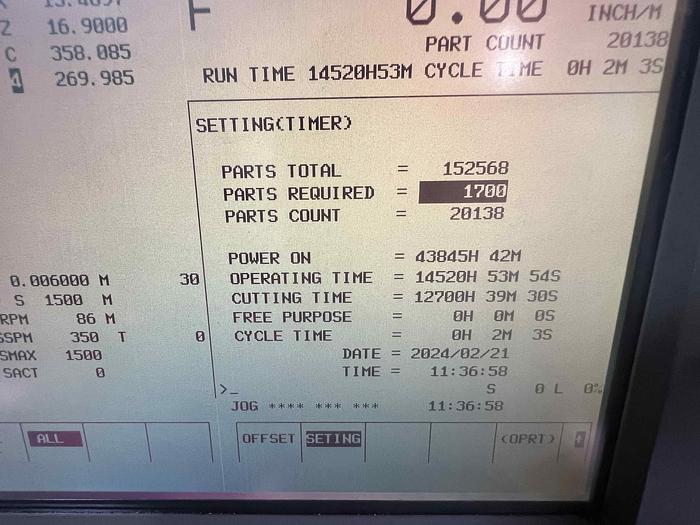 Z 16.9000
C 358.085
269.985
F 0.00 INCH/M
PART COUNT 20138
RUN TIME 14520H53M CYCLE TIME 0H 2M 3S
SETTING(TIMER)
PARTS TOTAL = 152568
PARTS REQUIRED = 1700
PARTS COUNT = 20138
POWER ON = 43845H 42M
OPERATING TIME = 14520H 53M 54S
CUTTING TIME = 12700H 39M 30S
FREE PURPOSE = 0H 0M 0S
CYCLE TIME = 0H 2M 3S
DATE = 2024/02/21
TIME = 11:36:58
0.006000 M 30
S 1500 M
RPM 86 M
SSPM 350 T 0
SMAX 1500
SACT 0
>_
S 0 L 0%
JOG **** *** *** 11:36:58
ALL
OFFSET SETING (OPRT)